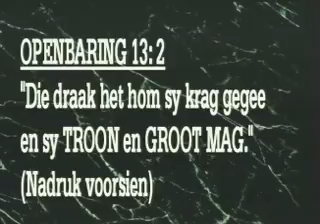 OPENBARING 13:2
"Die draak het hom sy krag gegee
en sy TROON en GROOT MAG."
(Nadruk voorsien)